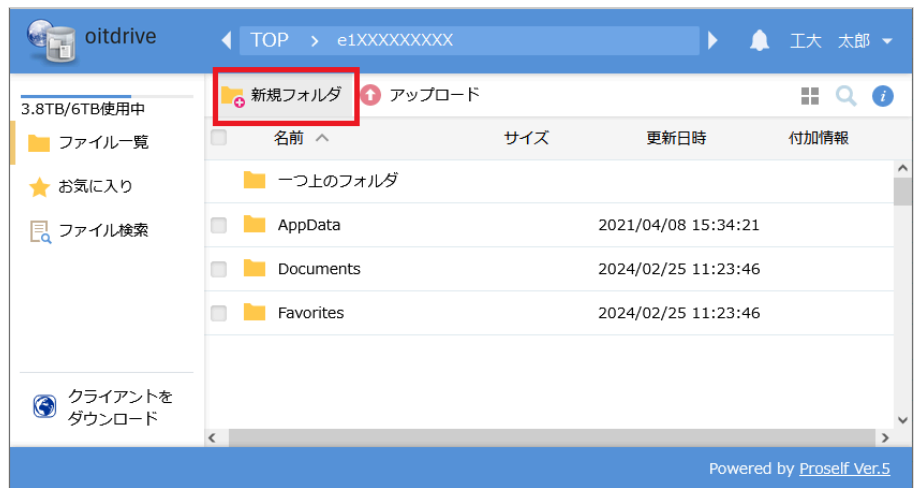 oitdrive
TOP > e1XXXXXXXXX
工大 太郎
3.8TB/6TB使用中
ファイル一覧
お気に入り
ファイル検索
クライアントを
ダウンロード
新規フォルダ アップロード
名前 サイズ 更新日時 付加情報
一つ上のフォルダ
AppData 2021/04/08 15:34:21
Documents 2024/02/25 11:23:46
Favorites 2024/02/25 11:23:46
Powered by Proself Ver.5